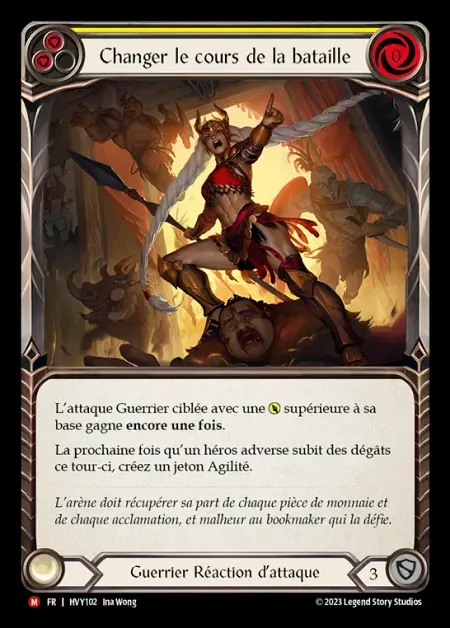 Changer le cours de la bataille
0
L'attaque Guerrier ciblée avec une supérieure à sa
base gagne encore une fois.
La prochaine fois qu'un héros adverse subit des dégâts
ce tour-ci, créez un jeton Agilité.
L'arène doit récupérer sa part de chaque pièce de monnaie et
de chaque acclamation, et malheur au bookmaker qui la défie.
Guerrier Réaction d'attaque
3
M FR | HVY102 Ina Wong
© 2023 Legend Story Studios